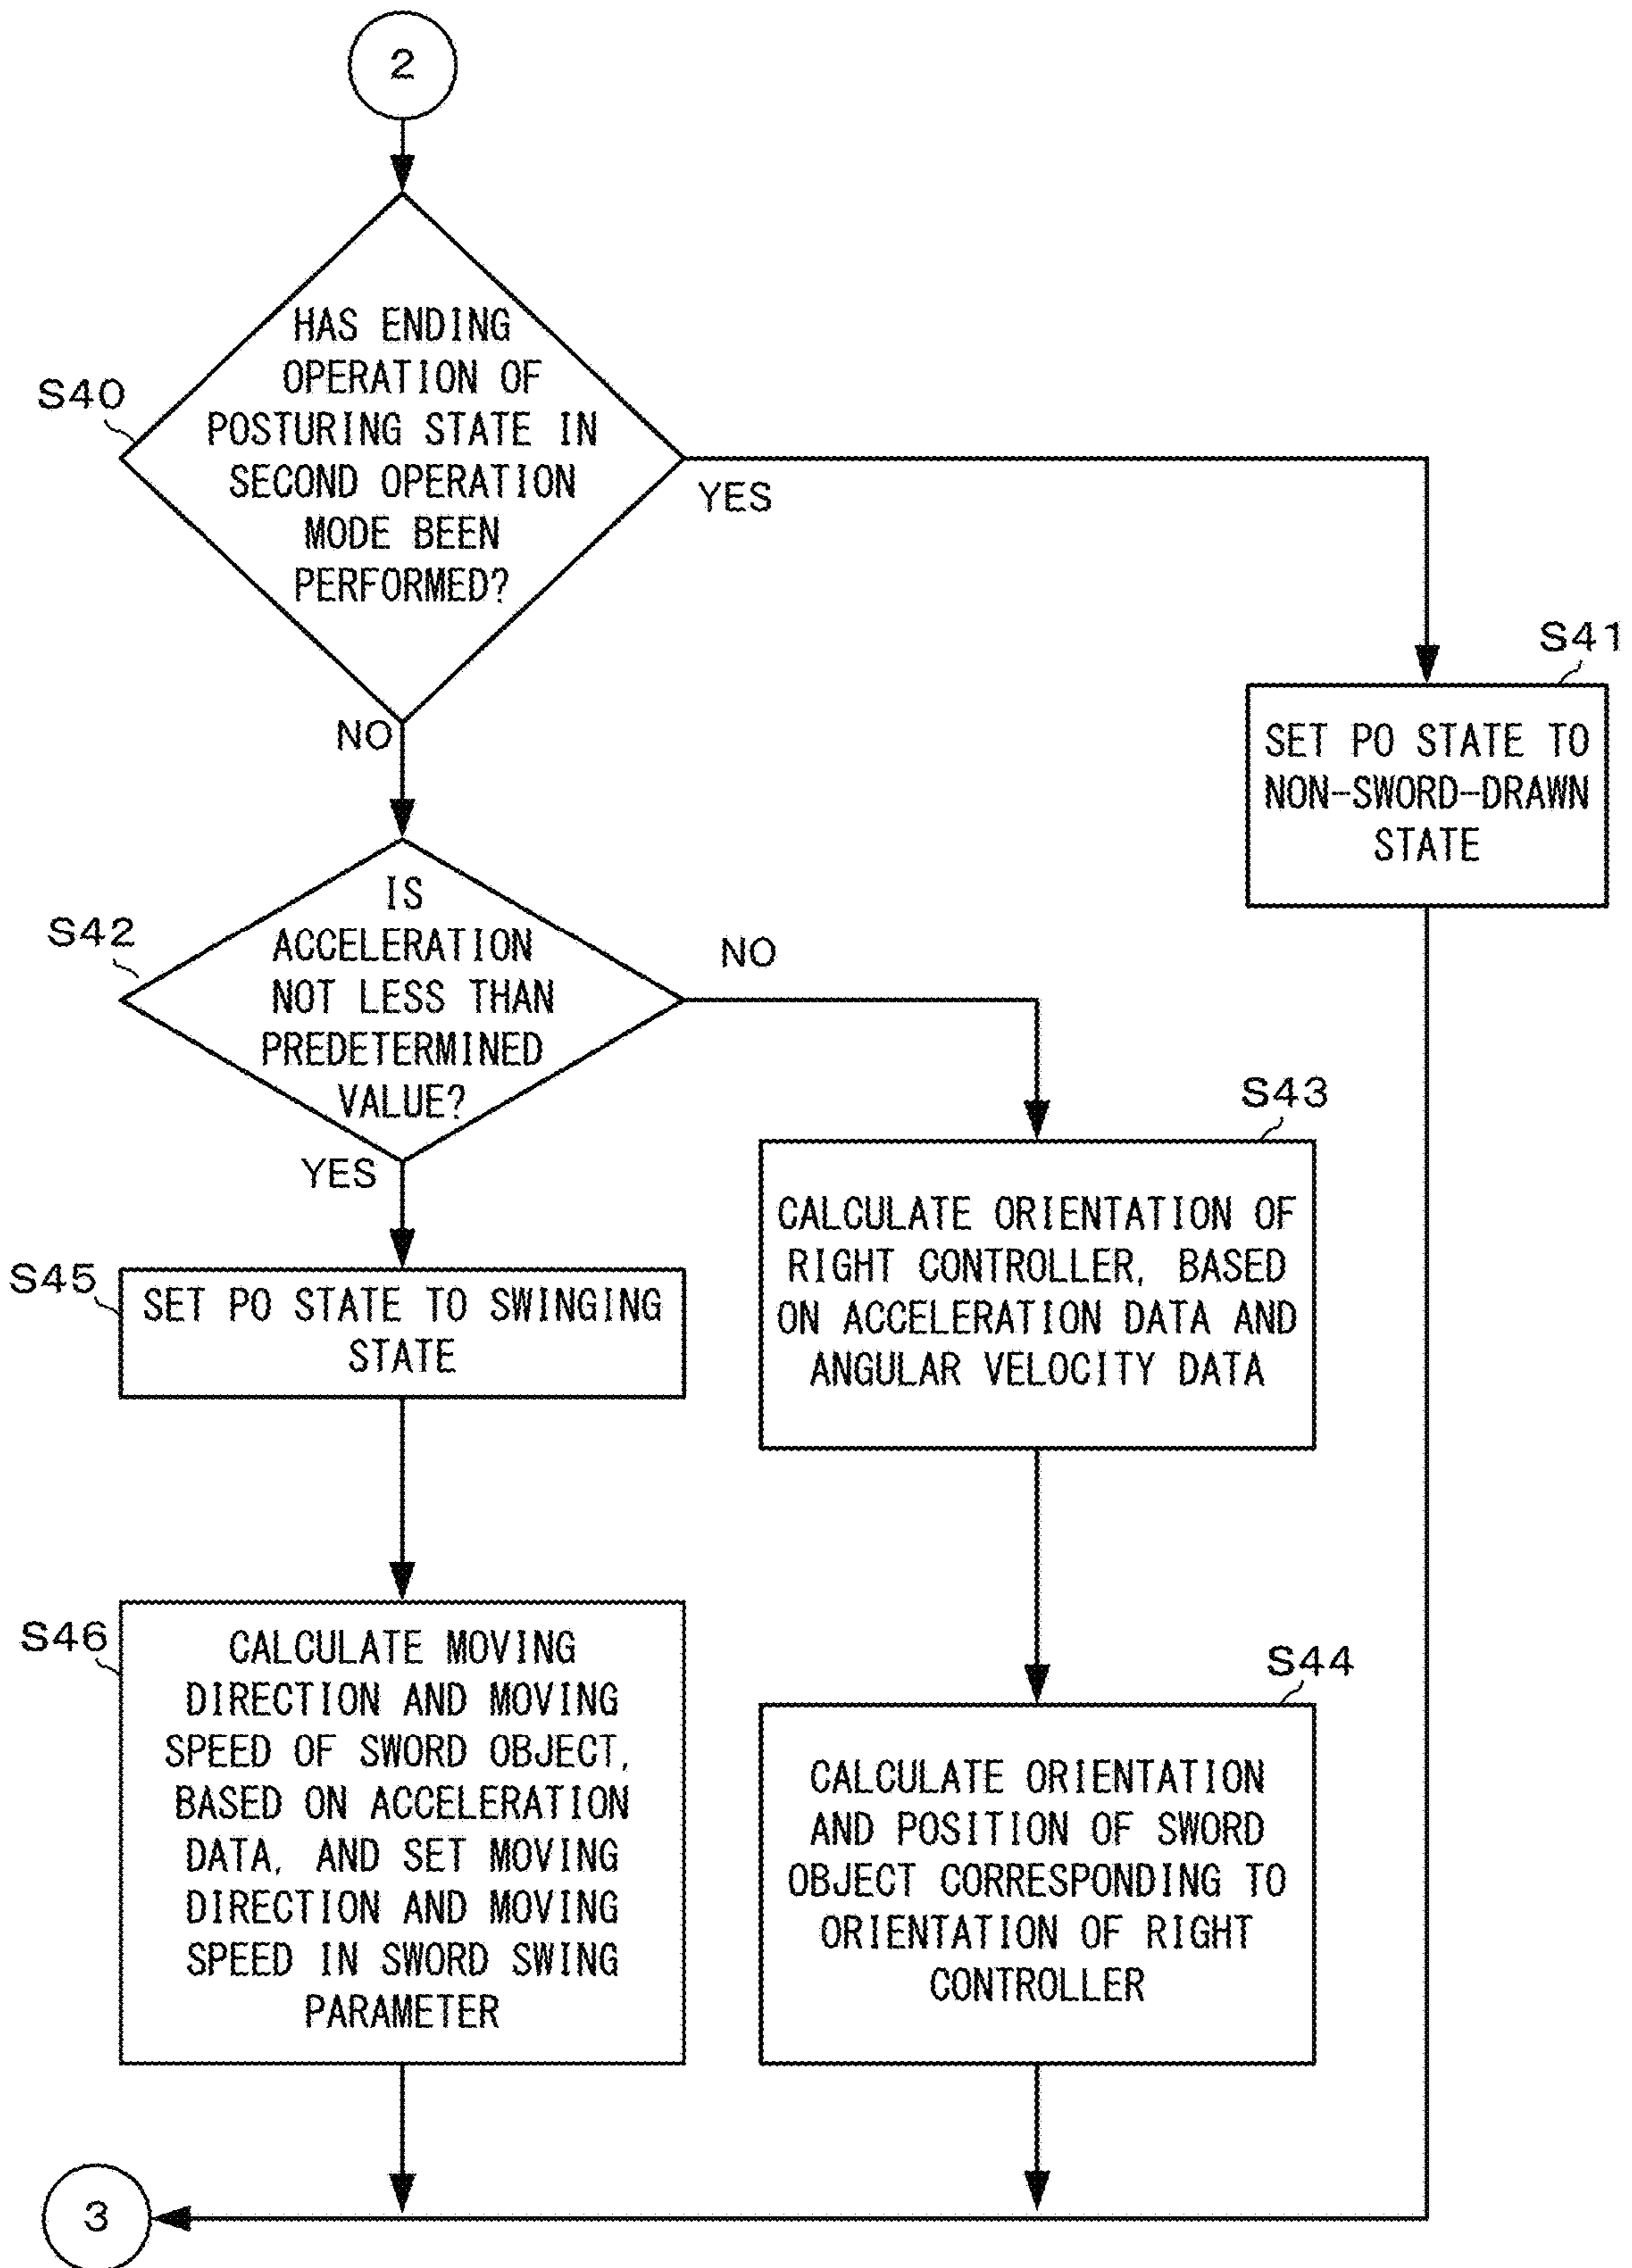 2
HAS ENDING
OPERATION OF
POSTURING STATE IN
SECOND OPERATION
MODE BEEN
PERFORMED?
S40
YES
NO
S41
SET PO STATE TO
NON-SWORD-DRAWN
STATE
IS
ACCELERATION
NOT LESS THAN
PREDETERMINED
VALUE?
S42
NO
YES
S43
CALCULATE ORIENTATION OF
RIGHT CONTROLLER, BASED
ON ACCELERATION DATA AND
ANGULAR VELOCITY DATA
S45
SET PO STATE TO SWINGING
STATE
S46
CALCULATE MOVING
DIRECTION AND MOVING
SPEED OF SWORD OBJECT,
BASED ON ACCELERATION
DATA, AND SET MOVING
DIRECTION AND MOVING
SPEED IN SWORD SWING
PARAMETER
S44
CALCULATE ORIENTATION
AND POSITION OF SWORD
OBJECT CORRESPONDING TO
ORIENTATION OF RIGHT
CONTROLLER
3